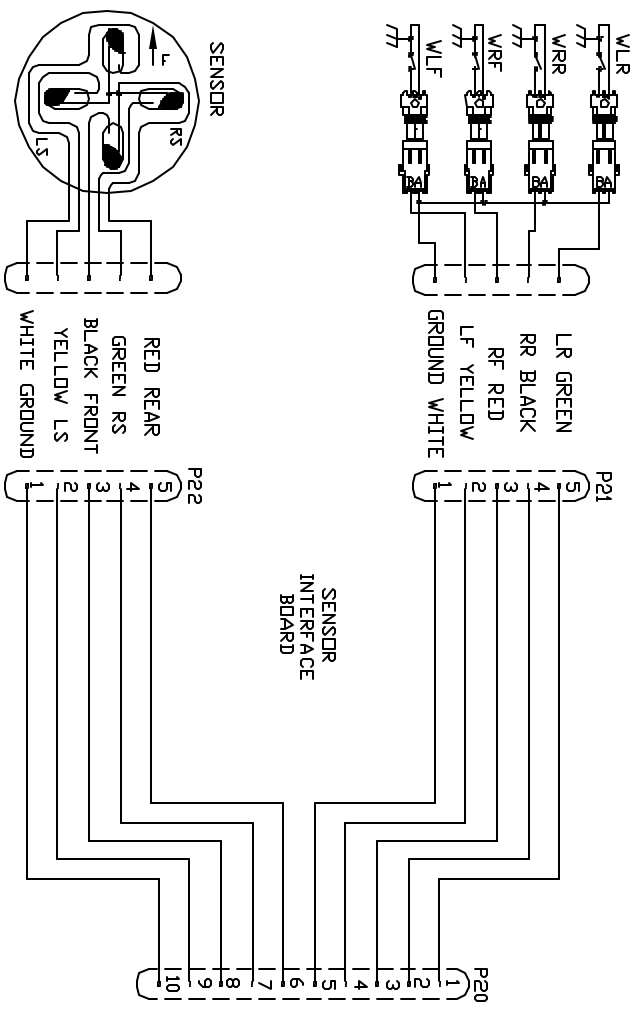 SENSOR
F
RS
LS
WLF
WRF
WRR
WLR
BA
BA
BA
BA
WHITE GROUND
YELLOW LS
BLACK FRONT
GREEN RS
RED REAR
GROUND WHITE
LF YELLOW
RF RED
RR BLACK
LR GREEN
P22
1 2 3 4 5
P21
1 2 3 4 5
SENSOR
INTERFACE
BOARD
P20
10 9 8 7 6 5 4 3 2 1